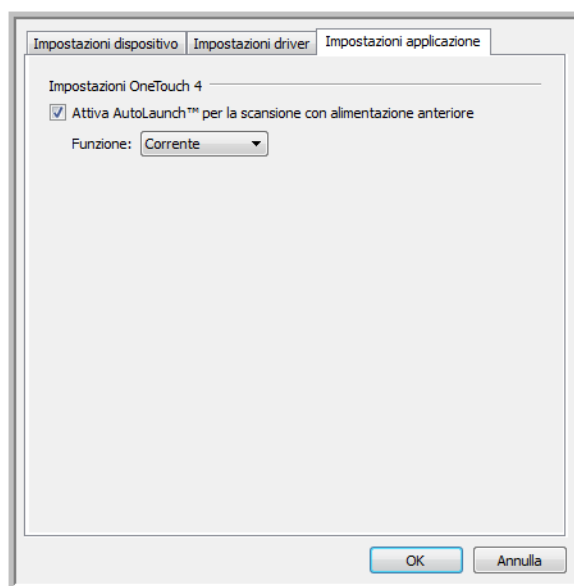 Impostazioni dispositivo Impostazioni driver Impostazioni applicazione
Impostazioni OneTouch 4
Attiva AutoLaunch™ per la scansione con alimentazione anteriore
Funzione: Corrente
OK Annulla